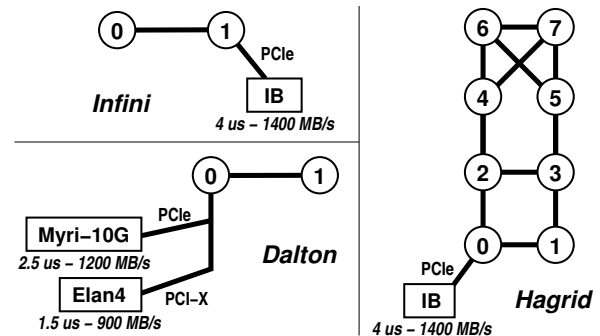 0 1
PCIe
IB
Infini
4 us – 1400 MB/s
0 1
PCIe
Myri–10G
2.5 us – 1200 MB/s
Dalton
Elan4
PCI–X
1.5 us – 900 MB/s
6 7
4 5
2 3
0 1
PCIe
IB
Hagrid
4 us – 1400 MB/s